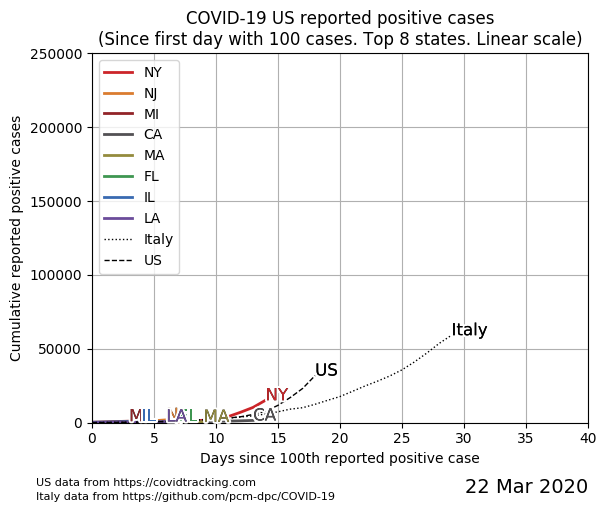 COVID-19 US reported positive cases
(Since first day with 100 cases. Top 8 states. Linear scale)
250000
200000
150000
100000
50000
0
Cumulative reported positive cases
NY
NJ
MI
CA
MA
FL
IL
LA
Italy
US
Italy
US
NY
CA
MA
LA
IL
0 5 10 15 20 25 30 35 40
Days since 100th reported positive case
US data from https://covidtracking.com
Italy data from https://github.com/pcm-dpc/COVID-19
22 Mar 2020